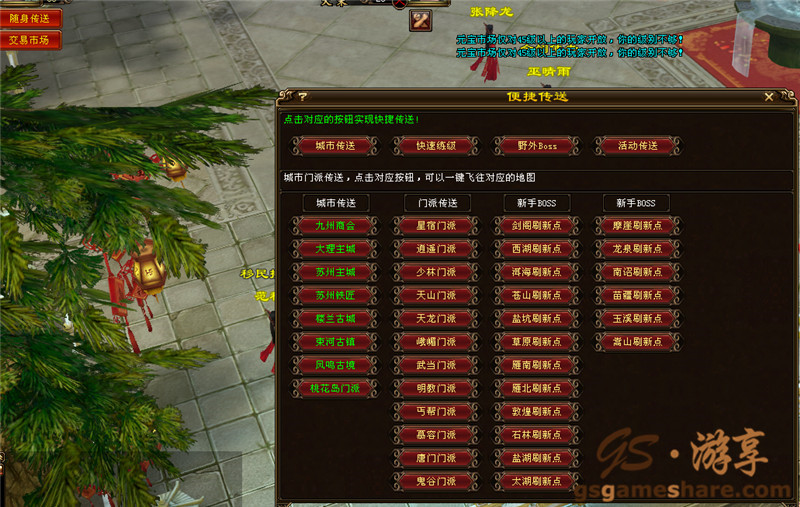 随身传送
交易市场
张降龙
元宝市场仅对45级以上的玩家开放，你的级别不够！
元宝市场仅对45级以上的玩家开放，你的级别不够！
巫晴雨
? 便捷传送 ×
点击对应的按钮实现快捷传送！
城市传送 快速练级 野外Boss 活动传送
城市门派传送，点击对应按钮，可以一键飞往对应的地图
城市传送 门派传送 新手BOSS 新手BOSS
九州商会 星宿门派 剑阁刷新点 摩崖刷新点
大理主城 逍遥门派 西湖刷新点 龙泉刷新点
苏州主城 少林门派 洱海刷新点 南诏刷新点
苏州铁匠 天山门派 苍山刷新点 苗疆刷新点
楼兰古城 天龙门派 盐坑刷新点 玉溪刷新点
束河古镇 峨嵋门派 草原刷新点 嵩山刷新点
凤鸣古境 武当门派 雁南刷新点
桃花岛门派 明教门派 雁北刷新点
丐帮门派 敦煌刷新点
慕容门派 石林刷新点
唐门门派 盐湖刷新点
鬼谷门派 太湖刷新点
移民
GS·游享
gsgameshare.com